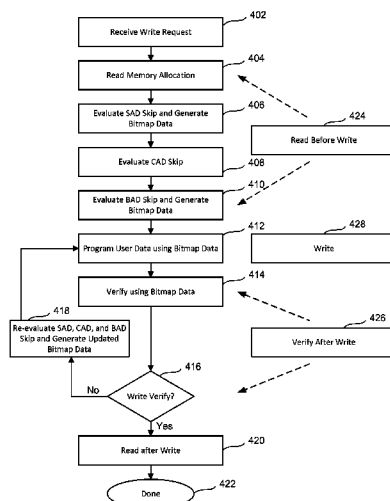 402
Receive Write Request
404
Read Memory Allocation
406
Evaluate SAD Skip and Generate
Bitmap Data
424
Read Before Write
Evaluate CAD Skip
408
410
Evaluate BAD Skip and Generate
Bitmap Data
412
428
Program User Data using Bitmap Data
Write
414
Verify using Bitmap Data
418
426
Re-evaluate SAD, CAD, and BAD
Skip and Generate Updated
Bitmap Data
Verify After Write
416
Write Verify?
No
Yes
Read after Write
420
422
Done